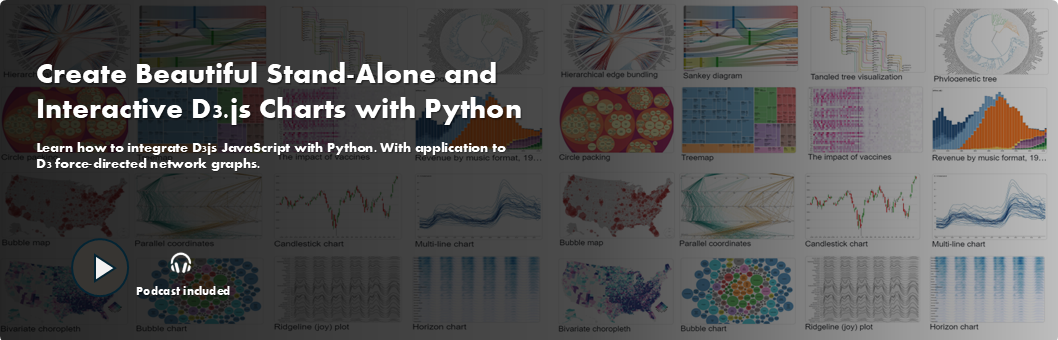 Create Beautiful Stand-Alone and
Interactive D3.js Charts with Python
Learn how to integrate D3js JavaScript with Python. With application to
D3 force-directed network graphs.
Podcast included
Hierarchical edge bundling
Sankey diagram
Tangled tree visualization
Phylogenetic tree
Circle packing
Treemap
The impact of vaccines
Revenue by music format, 19...
Bubble map
Parallel coordinates
Candlestick chart
Multi-line chart
Bubble map
Parallel coordinates
Candlestick chart
Multi-line chart
Bivariate choropleth
Bubble chart
Ridgeline (joy) plot
Horizon chart
Bivariate choropleth
Bubble chart
Ridgeline (joy) plot
Horizon chart